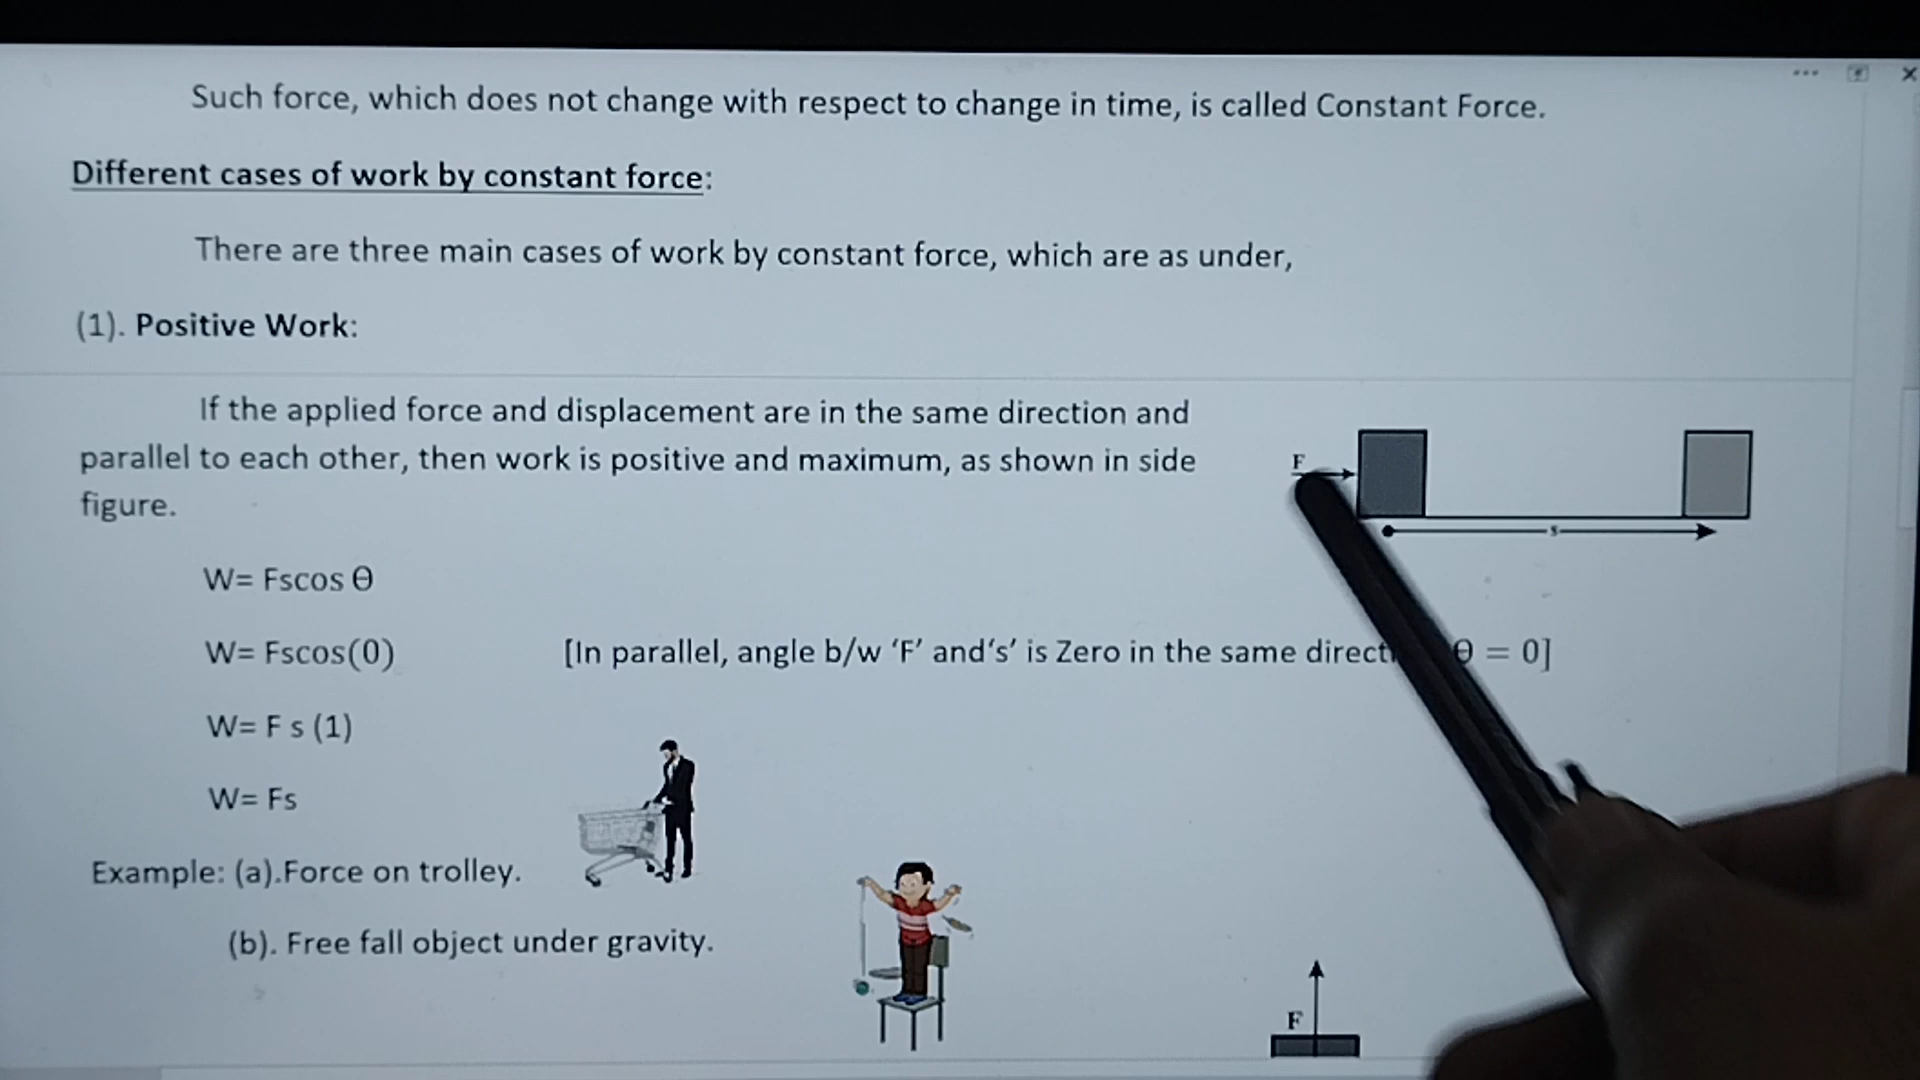 Such force, which does not change with respect to change in time, is called Constant Force.
Different cases of work by constant force:
There are three main cases of work by constant force, which are as under,
(1). Positive Work:
If the applied force and displacement are in the same direction and
parallel to each other, then work is positive and maximum, as shown in side
figure.
F
s
W= Fscos Θ
W= Fscos(0) [In parallel, angle b/w ‘F’ and‘s’ is Zero in the same Θ = 0]
W= F s (1)
W= Fs
Example: (a).Force on trolley.
(b). Free fall object under gravity.
F